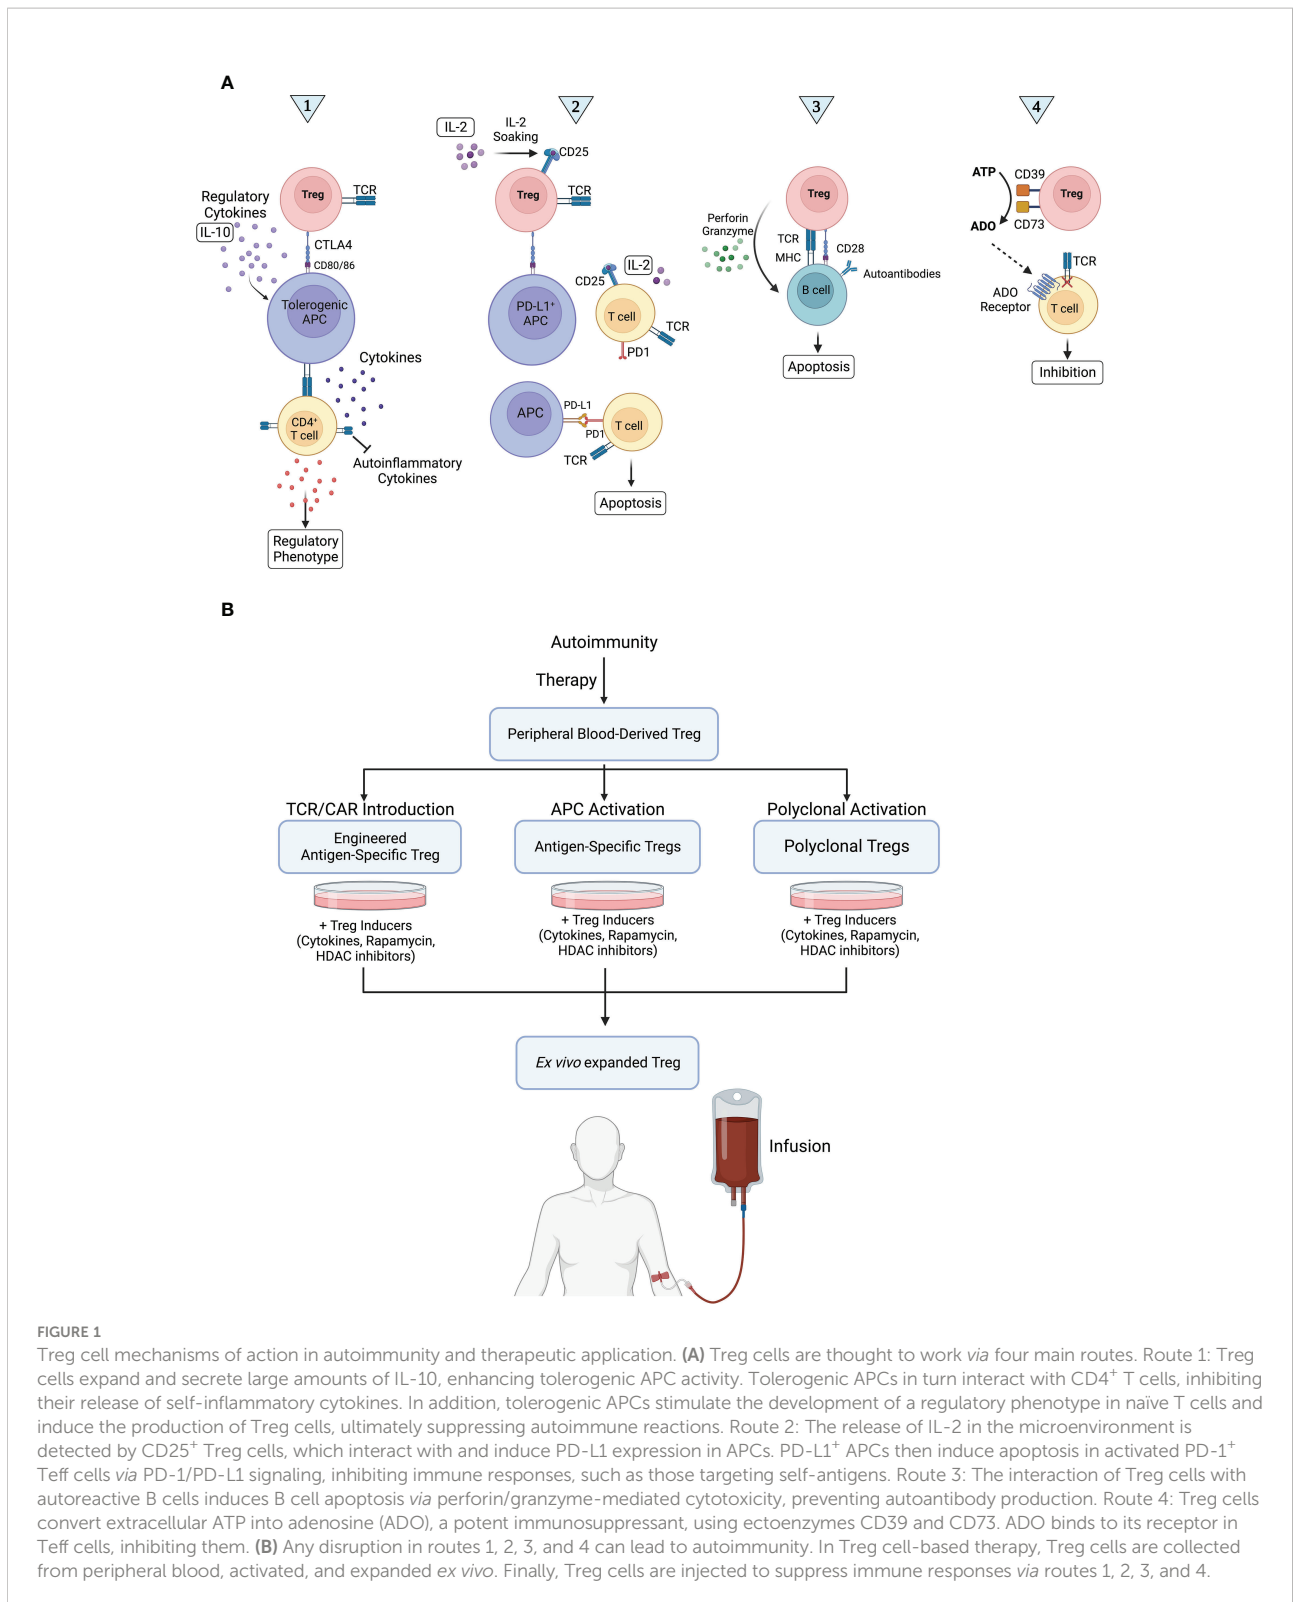 A
1
Treg
TCR
Regulatory
Cytokines
IL-10
CTLA4
CD80/86
Tolerogenic
APC
Cytokines
CD4⁺
T cell
Autoinflammatory
Cytokines
Regulatory
Phenotype
2
IL-2
IL-2
Soaking
CD25
Treg
TCR
PD-L1⁺
APC
CD25
IL-2
T cell
TCR
PD1
APC
PD-L1
PD1
T cell
TCR
Apoptosis
3
Treg
Perforin
Granzyme
TCR
MHC
CD28
B cell
Autoantibodies
Apoptosis
4
ATP
CD39
Treg
ADO
CD73
TCR
ADO
Receptor
T cell
Inhibition
B
Autoimmunity
Therapy
Peripheral Blood-Derived Treg
TCR/CAR Introduction
Engineered
Antigen-Specific Treg
+ Treg Inducers
(Cytokines, Rapamycin,
HDAC inhibitors)
APC Activation
Antigen-Specific Tregs
+ Treg Inducers
(Cytokines, Rapamycin,
HDAC inhibitors)
Polyclonal Activation
Polyclonal Tregs
+ Treg Inducers
(Cytokines, Rapamycin,
HDAC inhibitors)
Ex vivo expanded Treg
Infusion
FIGURE 1
Treg cell mechanisms of action in autoimmunity and therapeutic application. (A) Treg cells are thought to work via four main routes. Route 1: Treg
cells expand and secrete large amounts of IL-10, enhancing tolerogenic APC activity. Tolerogenic APCs in turn interact with CD4⁺ T cells, inhibiting
their release of self-inflammatory cytokines. In addition, tolerogenic APCs stimulate the development of a regulatory phenotype in naïve T cells and
induce the production of Treg cells, ultimately suppressing autoimmune reactions. Route 2: The release of IL-2 in the microenvironment is
detected by CD25⁺ Treg cells, which interact with and induce PD-L1 expression in APCs. PD-L1⁺ APCs then induce apoptosis in activated PD-1⁺
Teff cells via PD-1/PD-L1 signaling, inhibiting immune responses, such as those targeting self-antigens. Route 3: The interaction of Treg cells with
autoreactive B cells induces B cell apoptosis via perforin/granzyme-mediated cytotoxicity, preventing autoantibody production. Route 4: Treg cells
convert extracellular ATP into adenosine (ADO), a potent immunosuppressant, using ectoenzymes CD39 and CD73. ADO binds to its receptor in
Teff cells, inhibiting them. (B) Any disruption in routes 1, 2, 3, and 4 can lead to autoimmunity. In Treg cell-based therapy, Treg cells are collected
from peripheral blood, activated, and expanded ex vivo. Finally, Treg cells are injected to suppress immune responses via routes 1, 2, 3, and 4.